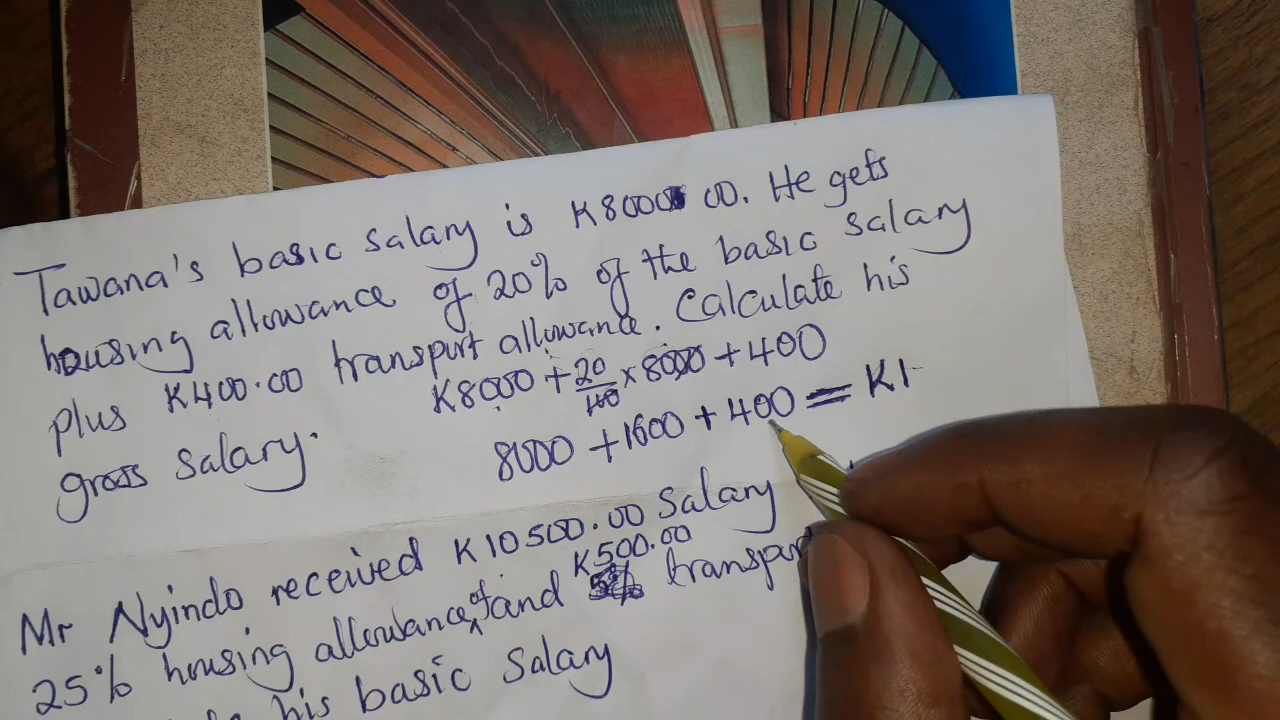 Tawana's basic salary is K8000 00. He gets
housing allowance of 20% of the basic salary
plus K400.00 transport allowance. Calculate his
gross salary.
K8000 + 20/100 x 8000 + 400
8000 + 1600 + 400 = K1
Mr Nyindo received K10500.00 Salary
25% housing allowance of and K500.00 transpor
his basic Salary